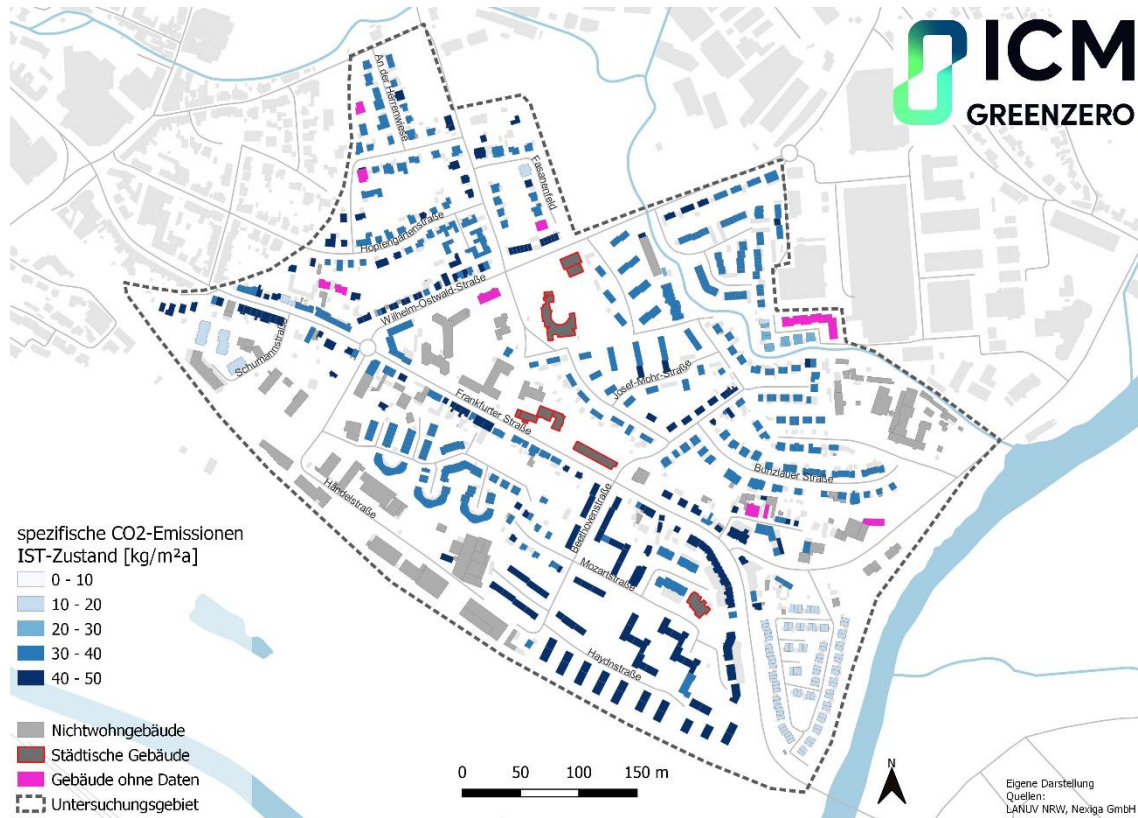 ICM
GREENZERO
An der Herrenwiese
Fasanenfeld
Hopfengartenstraße
Wilhelm-Ostwald-Straße
Schumannstraße
Josef-Mohr-Straße
Frankfurter Straße
Bunzlauer Straße
Händelstraße
Beethovenstraße
Mozartstraße
Haydnstraße
spezifische CO2-Emissionen
IST-Zustand [kg/m²a]
0 - 10
10 - 20
20 - 30
30 - 40
40 - 50
Nichtwohngebäude
Städtische Gebäude
Gebäude ohne Daten
Untersuchungsgebiet
0 50 100 150 m
N
Eigene Darstellung
Quellen:
LANUV NRW, Nexiga GmbH